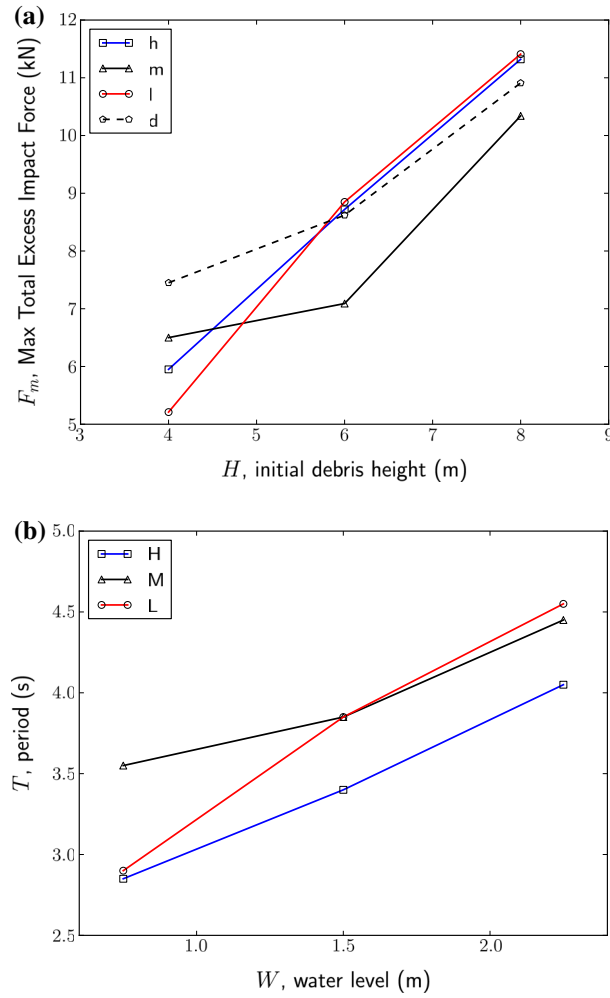 (a)
F_m, Max Total Excess Impact Force (kN)
12
11
10
9
8
7
6
5
h
m
l
d
3 4 5 6 7 8 9
H, initial debris height (m)
(b)
T, period (s)
5.0
4.5
4.0
3.5
3.0
2.5
H
M
L
1.0 1.5 2.0
W, water level (m)